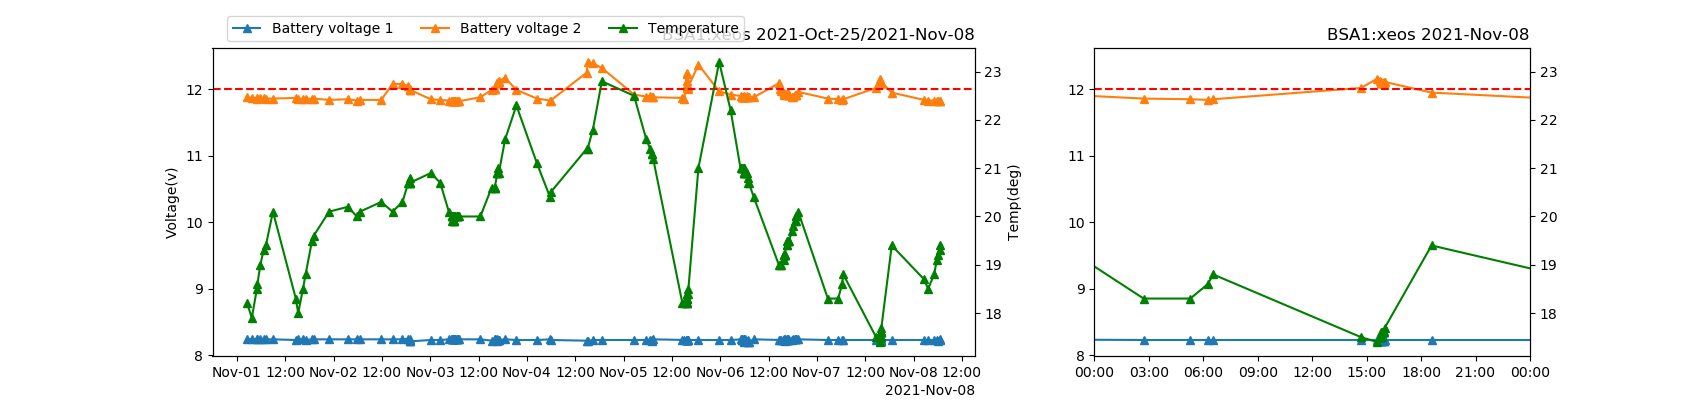 Battery voltage 1 Battery voltage 2 Temperature
BSA1:xeos 2021-Oct-25/2021-Nov-08
BSA1:xeos 2021-Nov-08
12
11
10
9
8
Voltage(v)
23
22
21
20
19
18
Temp(deg)
Nov-01 12:00 Nov-02 12:00 Nov-03 12:00 Nov-04 12:00 Nov-05 12:00 Nov-06 12:00 Nov-07 12:00 Nov-08 12:00
2021-Nov-08
12
11
10
9
8
23
22
21
20
19
18
00:00 03:00 06:00 09:00 12:00 15:00 18:00 21:00 00:00